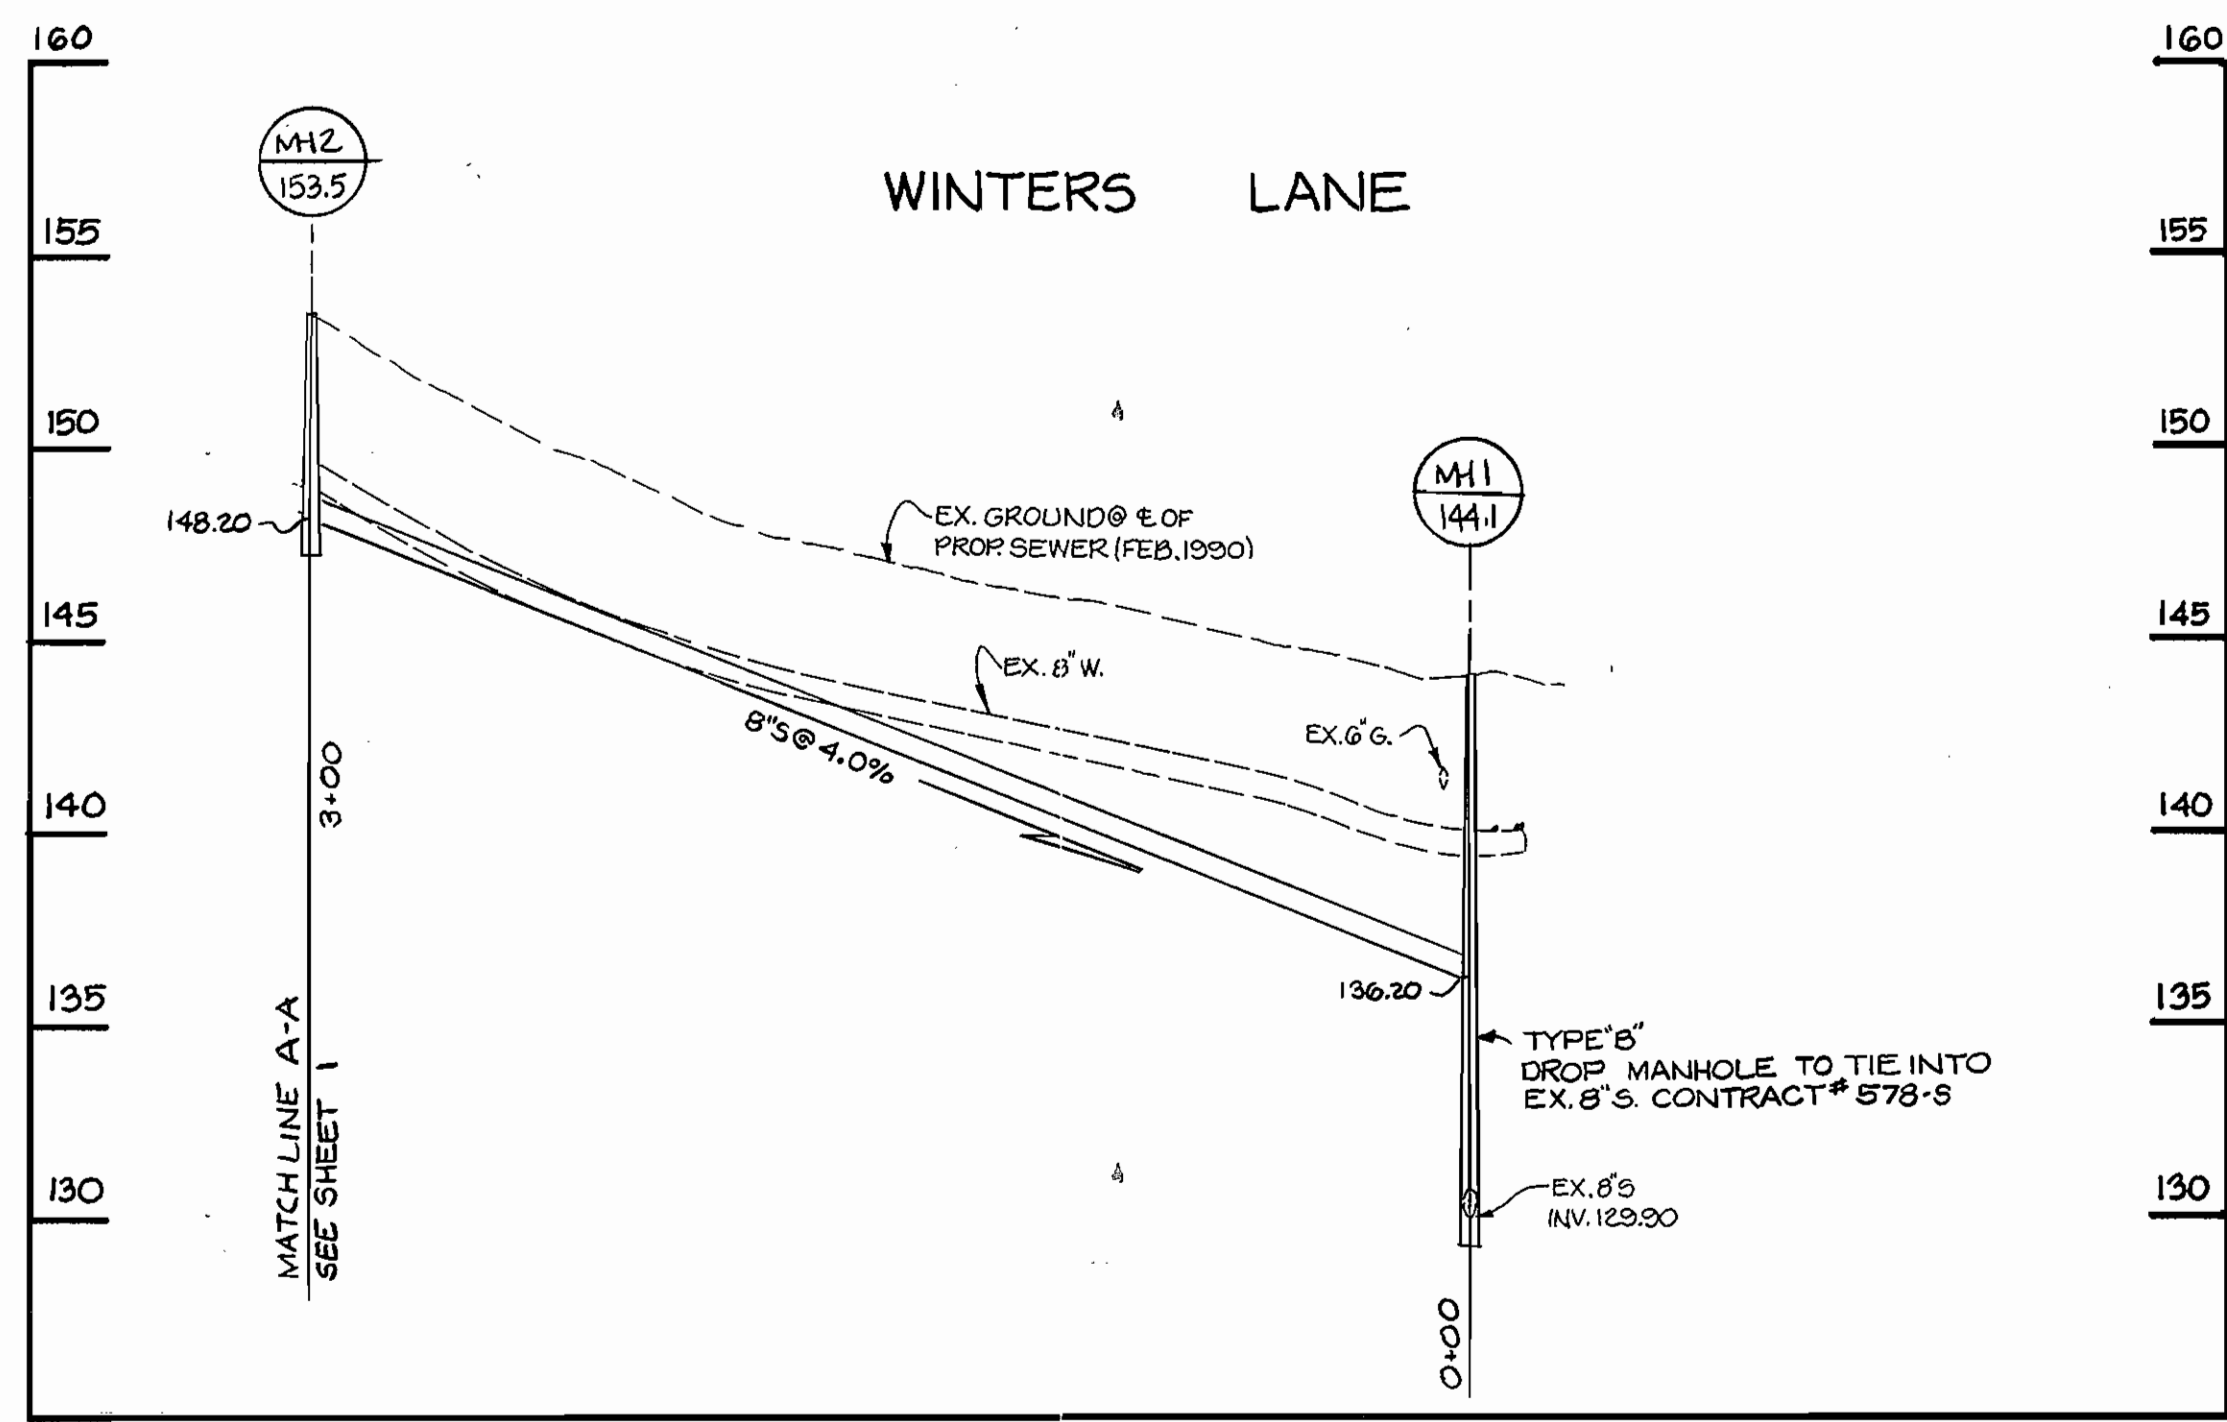 160
160
MH2
153.5
WINTERS LANE
155
155
150
150
MH1
144.1
148.20
EX. GROUND @ ℄ OF
PROP. SEWER (FEB. 1990)
145
145
EX. 8" W.
8"S @ 4.0%
EX. 6" G.
3+00
140
140
136.20
135
135
TYPE "B"
DROP MANHOLE TO TIE INTO
EX. 8" S. CONTRACT # 578-S
MATCH LINE A-A
SEE SHEET 1
130
130
EX. 8" S
INV. 129.90
0+00